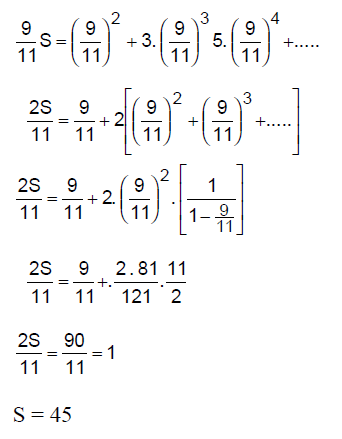 9/11 S = (9/11)^2 + 3.(9/11)^3 5.(9/11)^4 +.....
2S/11 = 9/11 + 2[(9/11)^2 + (9/11)^3 +.....]
2S/11 = 9/11 + 2.(9/11)^2 . [1/(1 − 9/11)]
2S/11 = 9/11 +. 2.81/121 . 11/2
2S/11 = 90/11 = 1
S = 45